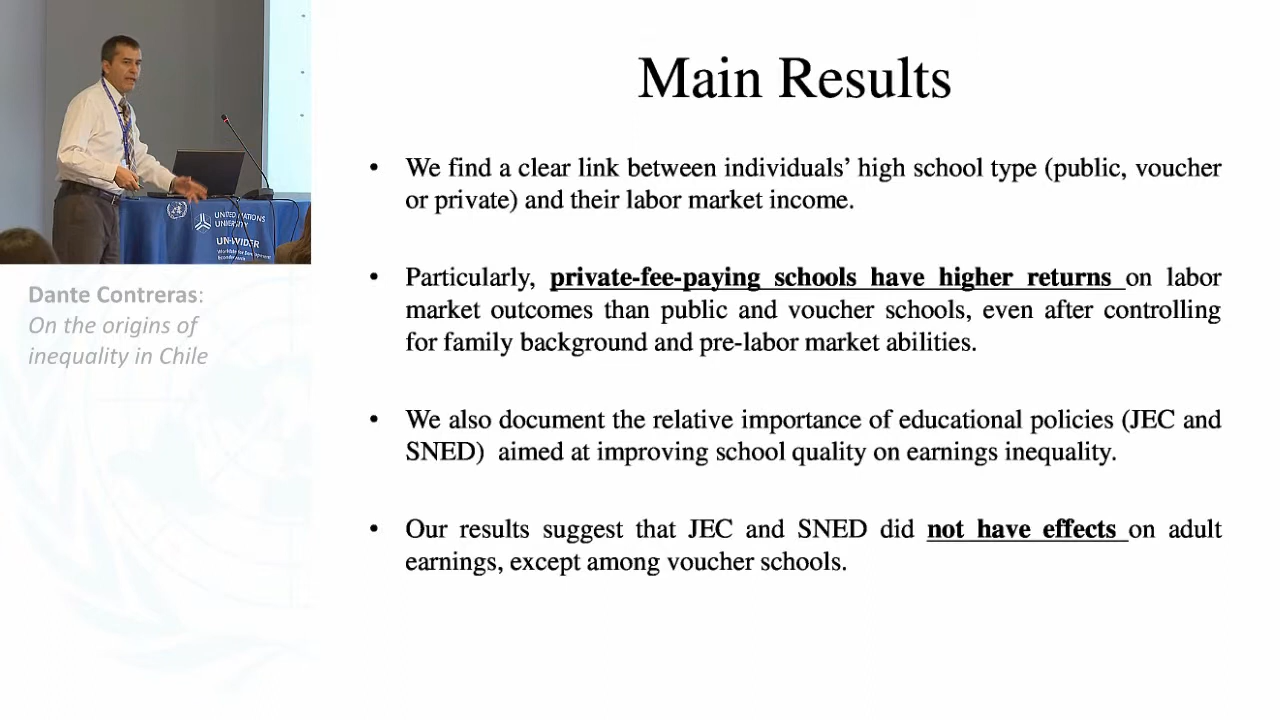 Main Results
• We find a clear link between individuals' high school type (public, voucher
or private) and their labor market income.
• Particularly, private-fee-paying schools have higher returns on labor
market outcomes than public and voucher schools, even after controlling
for family background and pre-labor market abilities.
• We also document the relative importance of educational policies (JEC and
SNED) aimed at improving school quality on earnings inequality.
• Our results suggest that JEC and SNED did not have effects on adult
earnings, except among voucher schools.
UNITED NATIONS
UNIVERSITY
UNU-WIDER
Dante Contreras:
On the origins of
inequality in Chile